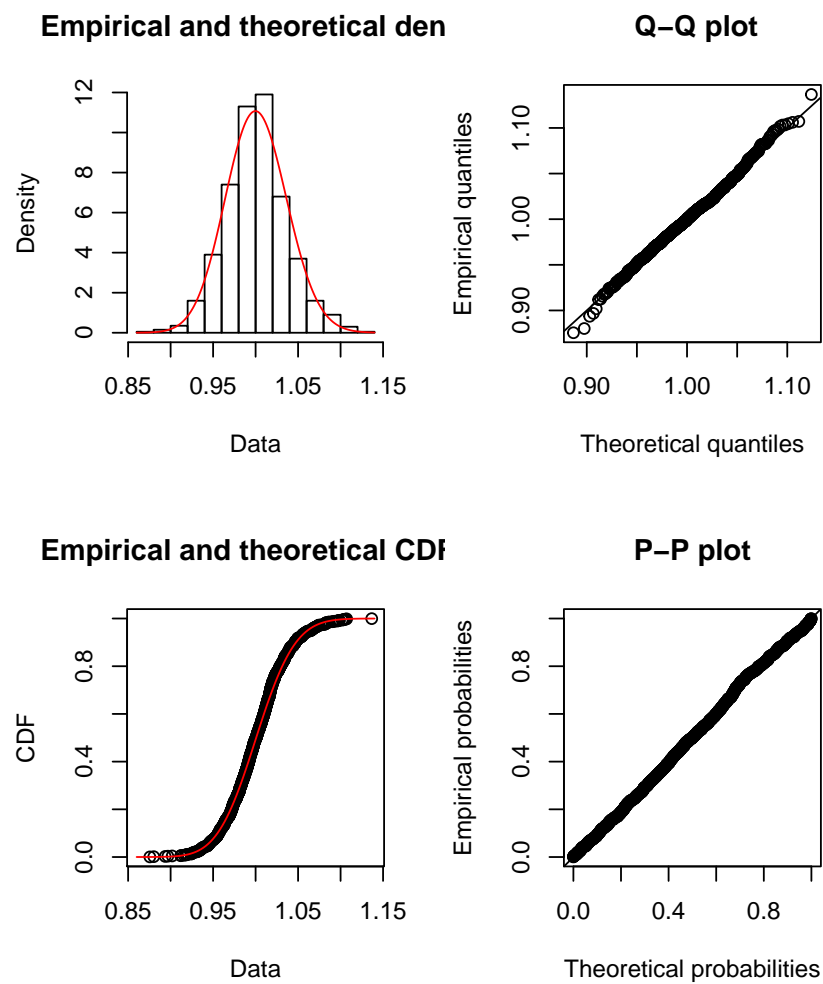 Empirical and theoretical den
Density
0 2 4 6 8 12
0.85 0.95 1.05 1.15
Data
Q−Q plot
Empirical quantiles
0.90 1.00 1.10
0.90 1.00 1.10
Theoretical quantiles
Empirical and theoretical CDF
CDF
0.0 0.4 0.8
0.85 0.95 1.05 1.15
Data
P−P plot
Empirical probabilities
0.0 0.4 0.8
0.0 0.4 0.8
Theoretical probabilities